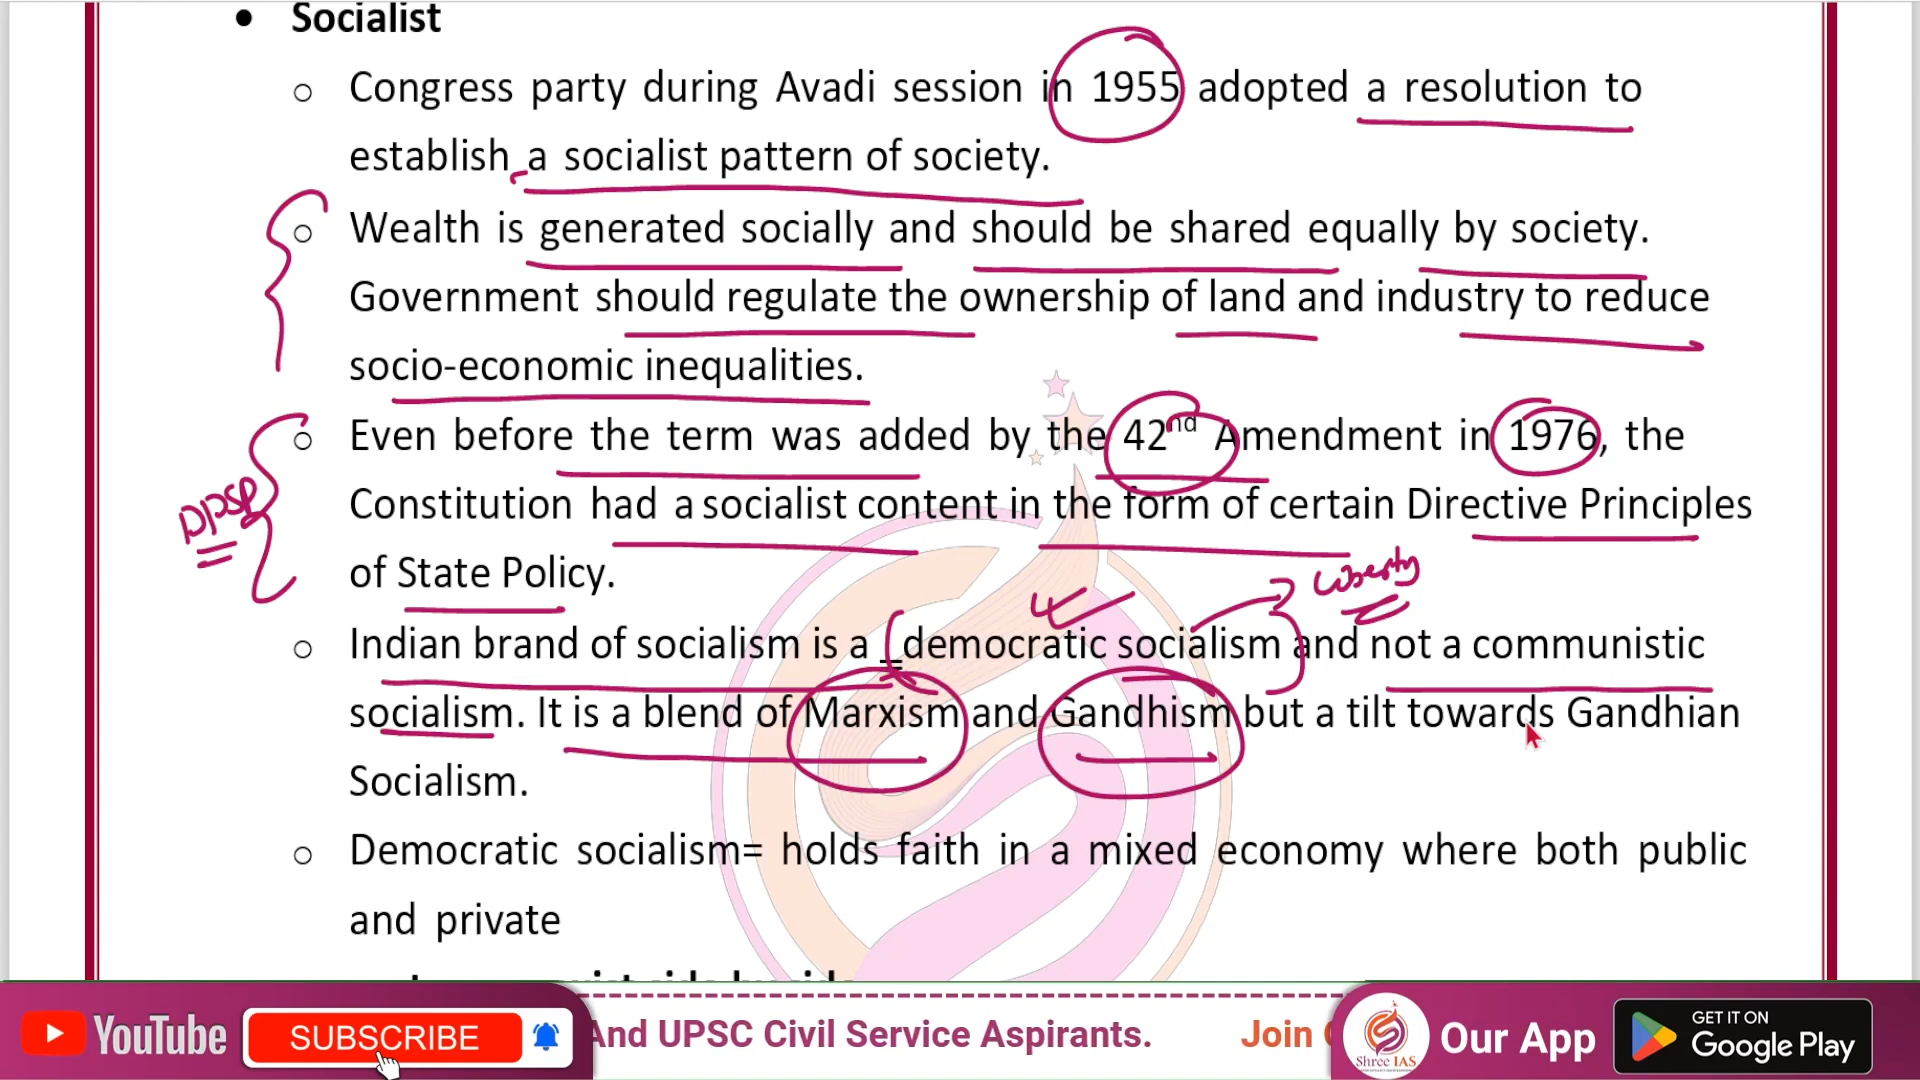 • Socialist
o Congress party during Avadi session in 1955 adopted a resolution to
establish a socialist pattern of society.
o Wealth is generated socially and should be shared equally by society.
Government should regulate the ownership of land and industry to reduce
socio-economic inequalities.
o Even before the term was added by the 42nd Amendment in 1976, the
Constitution had a socialist content in the form of certain Directive Principles
of State Policy.
DPSP
Liberty
o Indian brand of socialism is a democratic socialism and not a communistic
socialism. It is a blend of Marxism and Gandhism but a tilt towards Gandhian
Socialism.
o Democratic socialism= holds faith in a mixed economy where both public
and private
YouTube SUBSCRIBE And UPSC Civil Service Aspirants. Join
Shree IAS
Our App
GET IT ON
Google Play